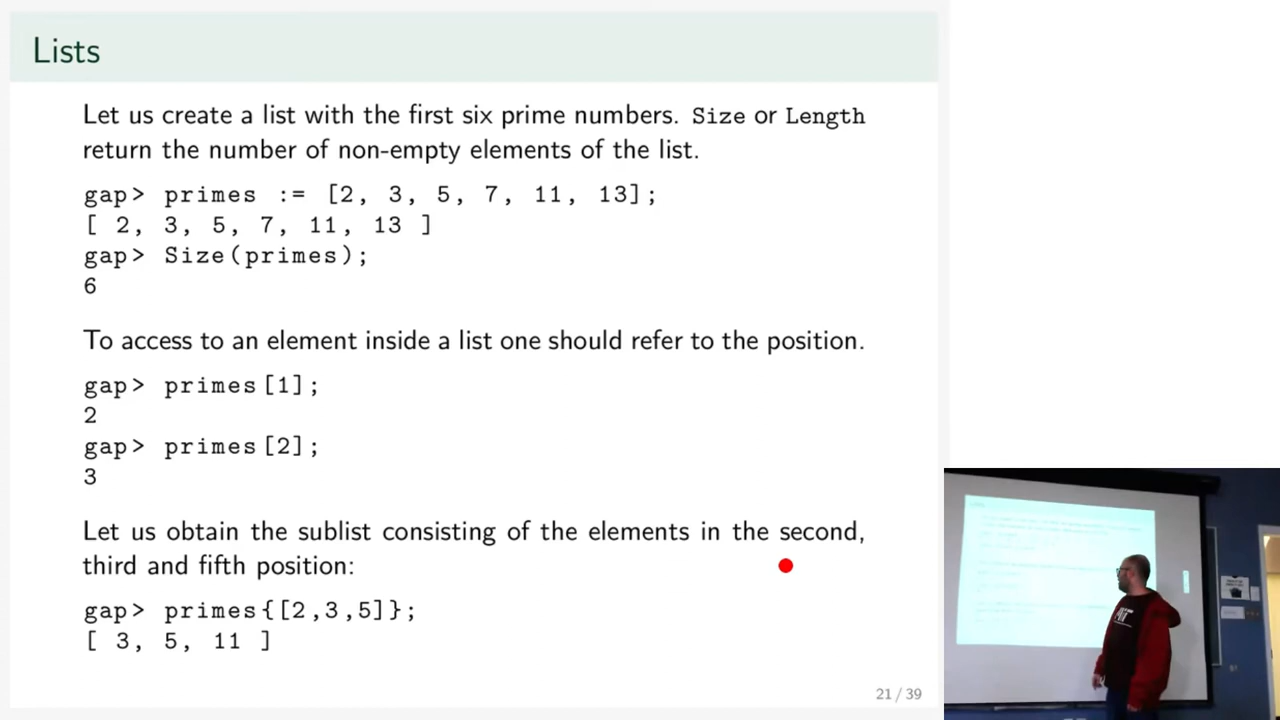 Lists
Let us create a list with the first six prime numbers. Size or Length
return the number of non-empty elements of the list.
gap> primes := [2, 3, 5, 7, 11, 13];
[ 2, 3, 5, 7, 11, 13 ]
gap> Size(primes);
6
To access to an element inside a list one should refer to the position.
gap> primes[1];
2
gap> primes[2];
3
Let us obtain the sublist consisting of the elements in the second,
third and fifth position:
gap> primes{[2,3,5]};
[ 3, 5, 11 ]
21 / 39
MIT